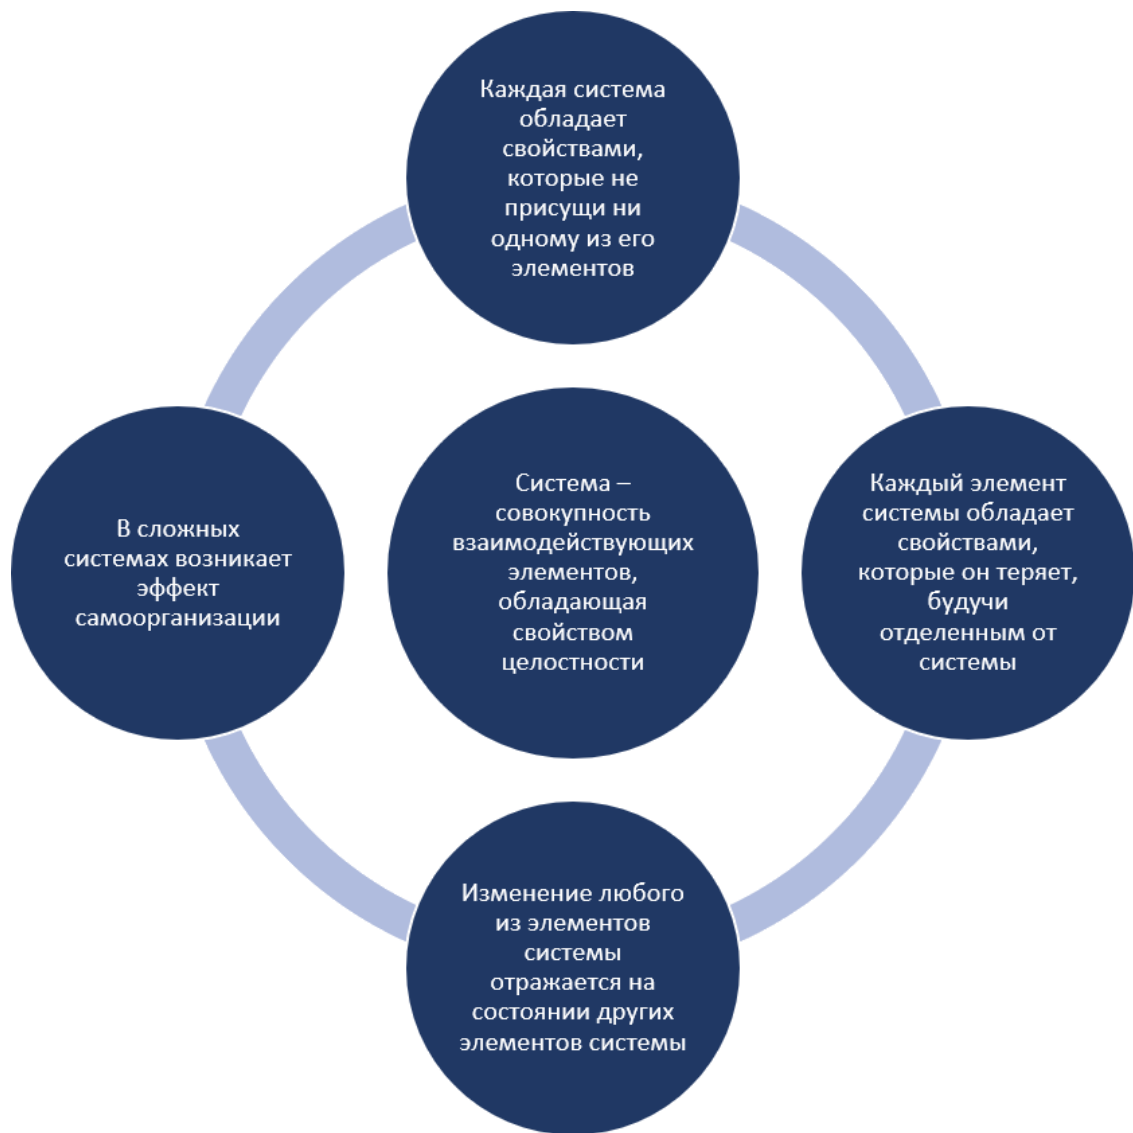 Каждая система
обладает
свойствами,
которые не
присущи ни
одному из его
элементов
В сложных
системах возникает
эффект
самоорганизации
Система –
совокупность
взаимодействующих
элементов,
обладающая
свойством
целостности
Каждый элемент
системы обладает
свойствами,
которые он теряет,
будучи
отделенным от
системы
Изменение любого
из элементов
системы
отражается на
состоянии других
элементов системы